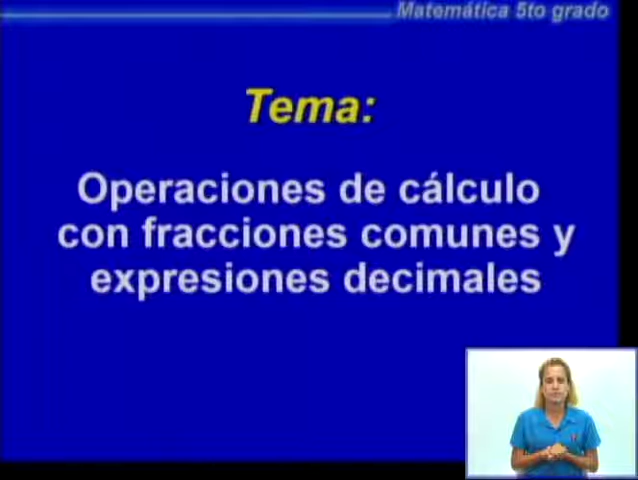 Matemática 5to grado
Tema:
Operaciones de cálculo
con fracciones comunes y
expresiones decimales